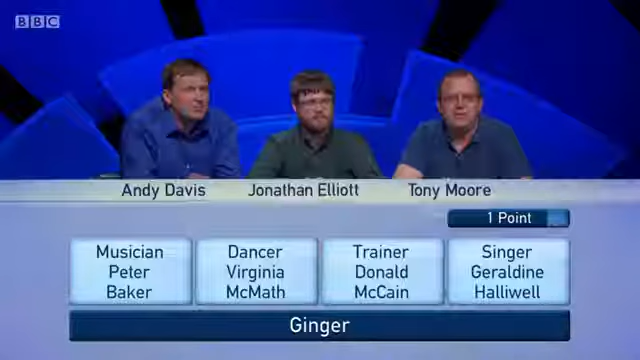 BBC
Andy Davis Jonathan Elliott Tony Moore
1 Point
Musician
Peter
Baker
Dancer
Virginia
McMath
Trainer
Donald
McCain
Singer
Geraldine
Halliwell
Ginger